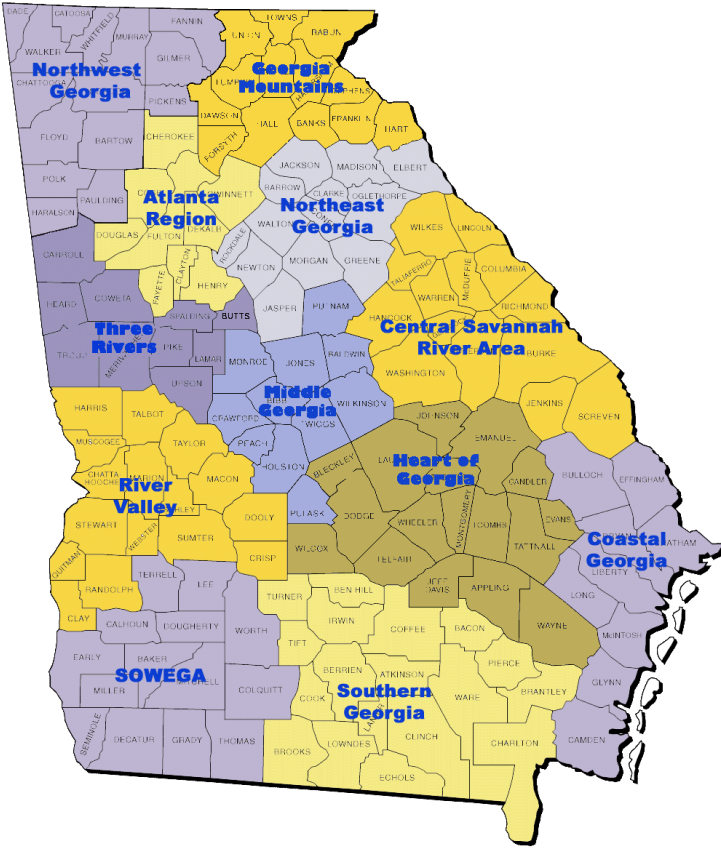 DADE
CATOOSA
WHITFIELD
MURRAY
FANNIN
WALKER
GILMER
CHATTOOGA
Northwest
Georgia
PICKENS
FLOYD
BARTOW
POLK
PAULDING
HARALSON
TOWNS
UNION
RABUN
Georgia
Mountains
DAWSON
HALL
BANKS
FRANKLIN
HART
FORSYTH
CHEROKEE
GWINNETT
Atlanta
Region
DOUGLAS
FULTON
DEKALB
FAYETTE
CLAYTON
HENRY
ROCKDALE
JACKSON
MADISON
ELBERT
BARROW
CLARKE
OGLETHORPE
WALTON
Northeast
Georgia
NEWTON
MORGAN
GREENE
JASPER
CARROLL
HEARD
COWETA
SPALDING
BUTTS
Three
Rivers
PIKE
LAMAR
UPSON
PUTNAM
MONROE
JONES
BALDWIN
Middle
Georgia
WILKINSON
CRAWFORD
BIBB
TWIGGS
PEACH
HOUSTON
WILKES
LINCOLN
TALIAFERRO
McDUFFIE
COLUMBIA
WARREN
RICHMOND
HANCOCK
Central Savannah
River Area
WASHINGTON
BURKE
JENKINS
SCREVEN
HARRIS
TALBOT
MUSCOGEE
TAYLOR
CHATTA
HOOCHEE
MARION
MACON
River
Valley
STEWART
WEBSTER
SUMTER
DOOLY
CRISP
QUITMAN
RANDOLPH
CLAY
JOHNSON
EMANUEL
BLECKLEY
Heart of
Georgia
CANDLER
DODGE
WHEELER
MONTGOMERY
TOOMBS
EVANS
TATTNALL
WILCOX
TELFAIR
JEFF
DAVIS
APPLING
WAYNE
BULLOCH
EFFINGHAM
Coastal
Georgia
LIBERTY
LONG
McINTOSH
GLYNN
CAMDEN
TERRELL
LEE
CALHOUN
DOUGHERTY
WORTH
EARLY
BAKER
SOWEGA
MILLER
COLQUITT
SEMINOLE
DECATUR
GRADY
THOMAS
TURNER
BEN HILL
IRWIN
COFFEE
BACON
TIFT
PIERCE
BERRIEN
ATKINSON
COOK
Southern
Georgia
WARE
BRANTLEY
BROOKS
LOWNDES
CLINCH
CHARLTON
ECHOLS